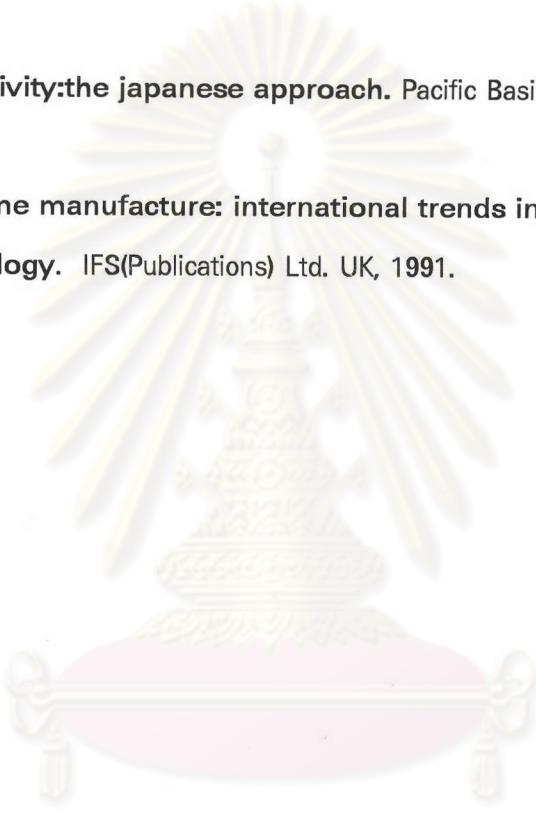 ivity:the japanese approach. Pacific Basi
ne manufacture: international trends in
logy. IFS(Publications) Ltd. UK, 1991.